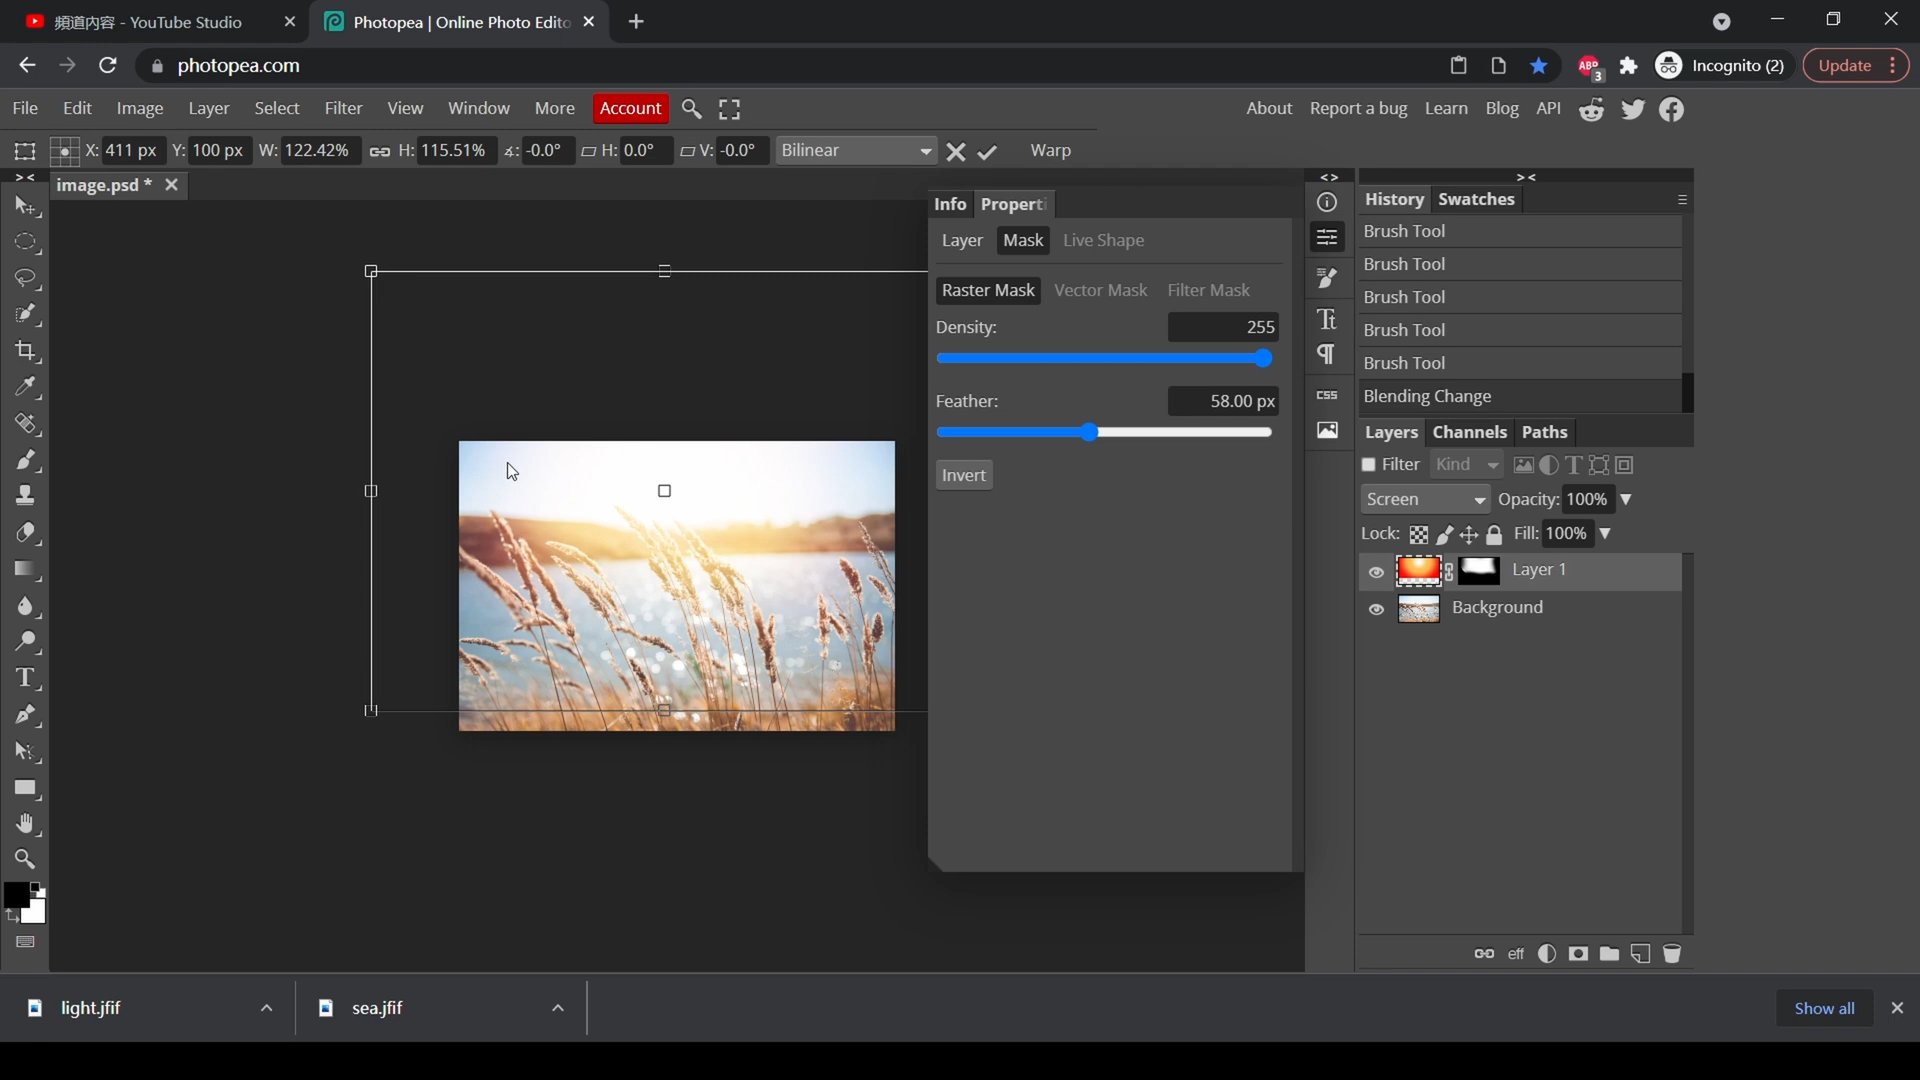 頻道內容 - YouTube Studio
Photopea | Online Photo Edito
photopea.com
ABP 3
Incognito (2)
Update
File Edit Image Layer Select Filter View Window More Account
About Report a bug Learn Blog API
X: 411 px Y: 100 px W: 122.42% H: 115.51% ∡: -0.0° H: 0.0° V: -0.0° Bilinear Warp
> < < > > <
image.psd *
Info Properti
History Swatches
Layer Mask Live Shape
Brush Tool
Brush Tool
Brush Tool
Brush Tool
Brush Tool
Blending Change
Raster Mask Vector Mask Filter Mask
Density: 255
Feather: 58.00 px
Invert
CSS
Layers Channels Paths
Filter Kind
Screen Opacity: 100%
Lock: Fill: 100%
Layer 1
Background
eff
light.jfif
sea.jfif
Show all